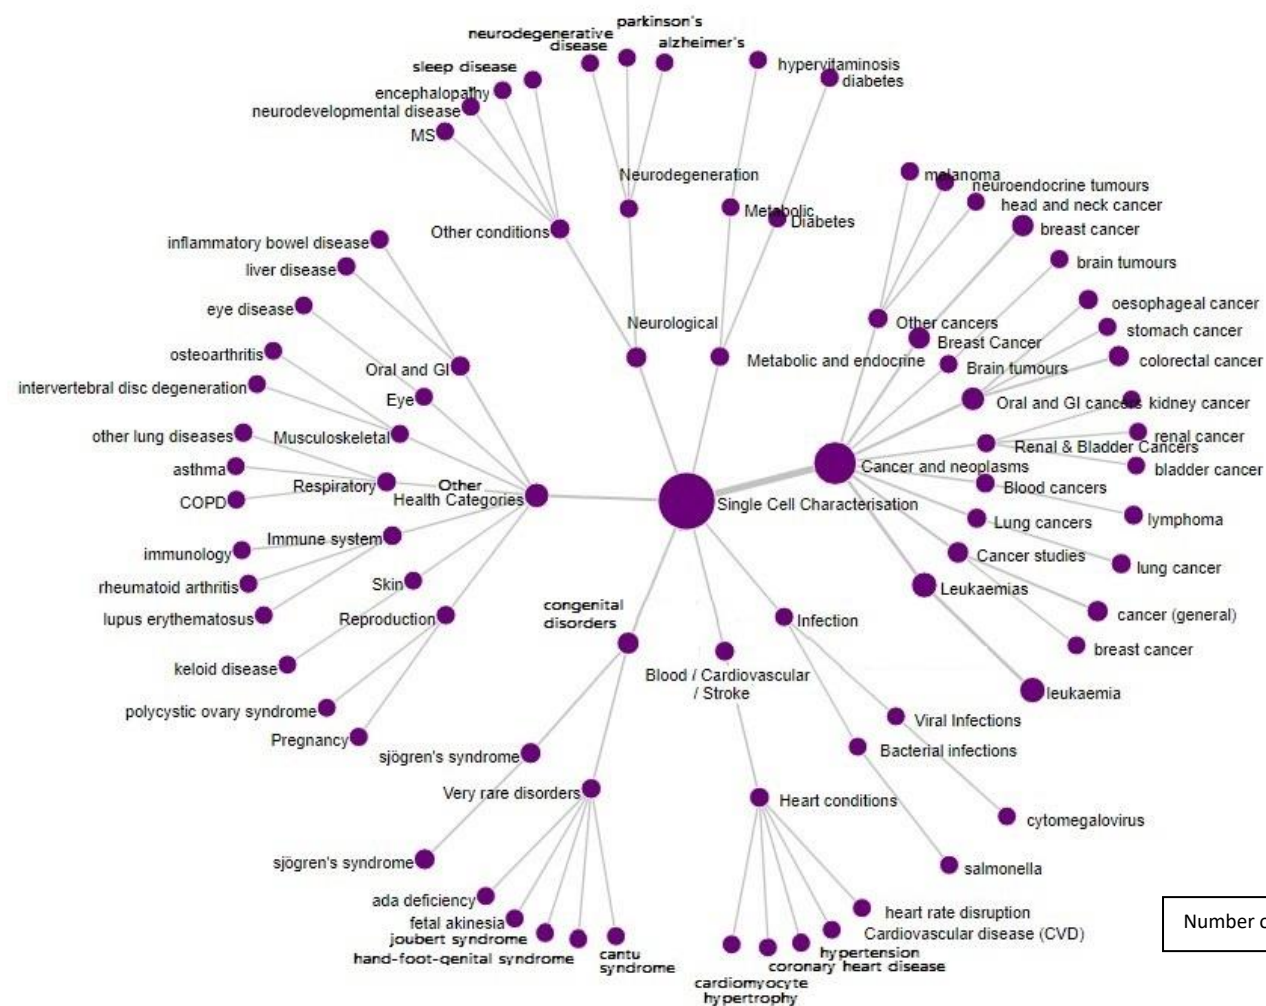 parkinson's
neurodegenerative
disease
alzheimer's
hypervitaminosis
diabetes
sleep disease
encephalopathy
neurodevelopmental disease
MS
Neurodegeneration
Metabolic
Diabetes
Other conditions
melanoma
neuroendocrine tumours
head and neck cancer
breast cancer
brain tumours
oesophageal cancer
stomach cancer
colorectal cancer
kidney cancer
renal cancer
bladder cancer
lymphoma
lung cancer
cancer (general)
breast cancer
leukaemia
inflammatory bowel disease
liver disease
eye disease
osteoarthritis
intervertebral disc degeneration
other lung diseases
asthma
COPD
immunology
rheumatoid arthritis
lupus erythematosus
keloid disease
polycystic ovary syndrome
Pregnancy
Neurological
Metabolic and endocrine
Other cancers
Breast Cancer
Brain tumours
Oral and GI cancers
Renal & Bladder Cancers
Cancer and neoplasms
Blood cancers
Lung cancers
Cancer studies
Leukaemias
Oral and GI
Eye
Musculoskeletal
Respiratory
Other
Health Categories
Immune system
Skin
Reproduction
Single Cell Characterisation
congenital
disorders
Blood / Cardiovascular
/ Stroke
Infection
Viral Infections
Bacterial infections
cytomegalovirus
salmonella
sjögren's syndrome
Very rare disorders
Heart conditions
sjögren's syndrome
ada deficiency
fetal akinesia
joubert syndrome
hand-foot-genital syndrome
cantu
syndrome
heart rate disruption
Cardiovascular disease (CVD)
hypertension
coronary heart disease
cardiomyocyte
hypertrophy
Number